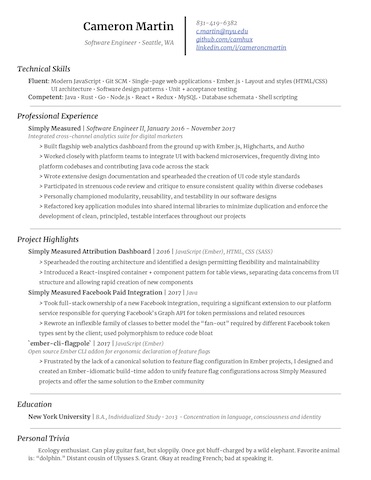 Cameron Martin
Software Engineer · Seattle, WA
831-419-6382
c.martin@nyu.edu
github.com/camhux
linkedin.com/i/cameroncmartin
Technical Skills
Fluent: Modern JavaScript · Git SCM · Single-page web applications · Ember.js · Layout and styles (HTML/CSS)
UI architecture · Software design patterns · Unit + acceptance testing
Competent: Java · Rust · Go · Node.js · React + Redux · MySQL · Database schemata · Shell scripting
Professional Experience
Simply Measured | Software Engineer II, January 2016 - November 2017
Integrated cross-channel analytics suite for digital marketers
> Built flagship web analytics dashboard from the ground up with Ember.js, Highcharts, and Auth0
> Worked closely with platform teams to integrate UI with backend microservices, frequently diving into
platform codebases and contributing Java code across the stack
> Wrote extensive design documentation and spearheaded the creation of UI code style standards
> Participated in strenuous code review and critique to ensure consistent quality within diverse codebases
> Personally championed modularity, reusability, and testability in our software designs
> Refactored key application modules into shared internal libraries to minimize duplication and enforce the
development of clean, principled, testable interfaces throughout our projects
Project Highlights
Simply Measured Attribution Dashboard | 2016 | JavaScript (Ember), HTML, CSS (SASS)
> Spearheaded the routing architecture and identified a design permitting flexibility and maintainability
> Introduced a React-inspired container + component pattern for table views, separating data concerns from UI
structure and allowing rapid creation of new components
Simply Measured Facebook Paid Integration | 2017 | Java
> Took full-stack ownership of a new Facebook integration, requiring a significant extension to our platform
service responsible for querying Facebook's Graph API for token permissions and related resources
> Rewrote an inflexible family of classes to better model the "fan-out" required by different Facebook token
types sent by the client; used polymorphism to reduce code bloat
`ember-cli-flagpole` | 2017 | JavaScript (Ember)
Open source Ember CLI addon for ergonomic declaration of feature flags
> Frustrated by the lack of a canonical solution to feature flag configuration in Ember projects, I designed and
created an Ember-idiomatic build-time addon to unify feature flag configurations across Simply Measured
projects and offer the same solution to the Ember community
Education
New York University | B.A., Individualized Study · 2013 · Concentration in language, consciousness and identity
Personal Trivia
Ecology enthusiast. Can play guitar fast, but sloppily. Once got bluff-charged by a wild elephant. Favorite animal
is: "dolphin." Distant cousin of Ulysses S. Grant. Okay at reading French; bad at speaking it.